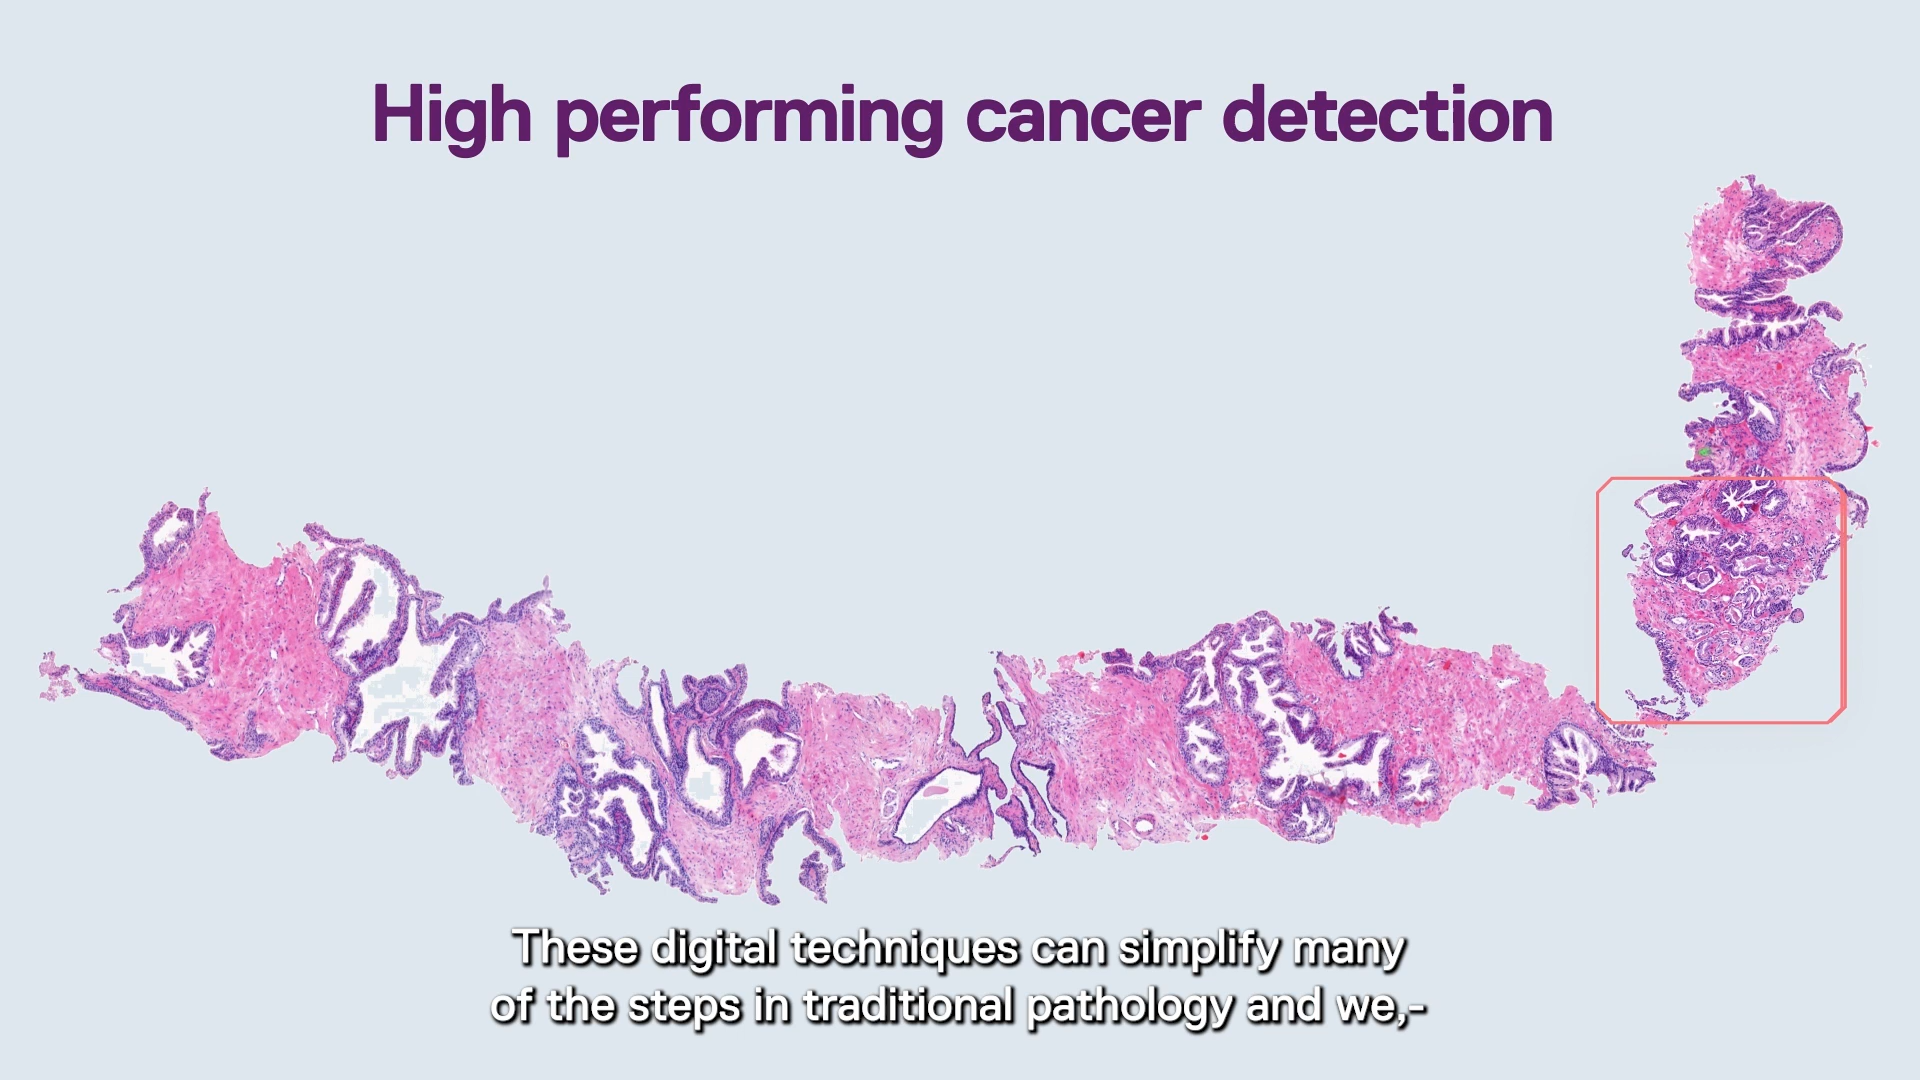 High performing cancer detection
These digital techniques can simplify many
of the steps in traditional pathology and we,-